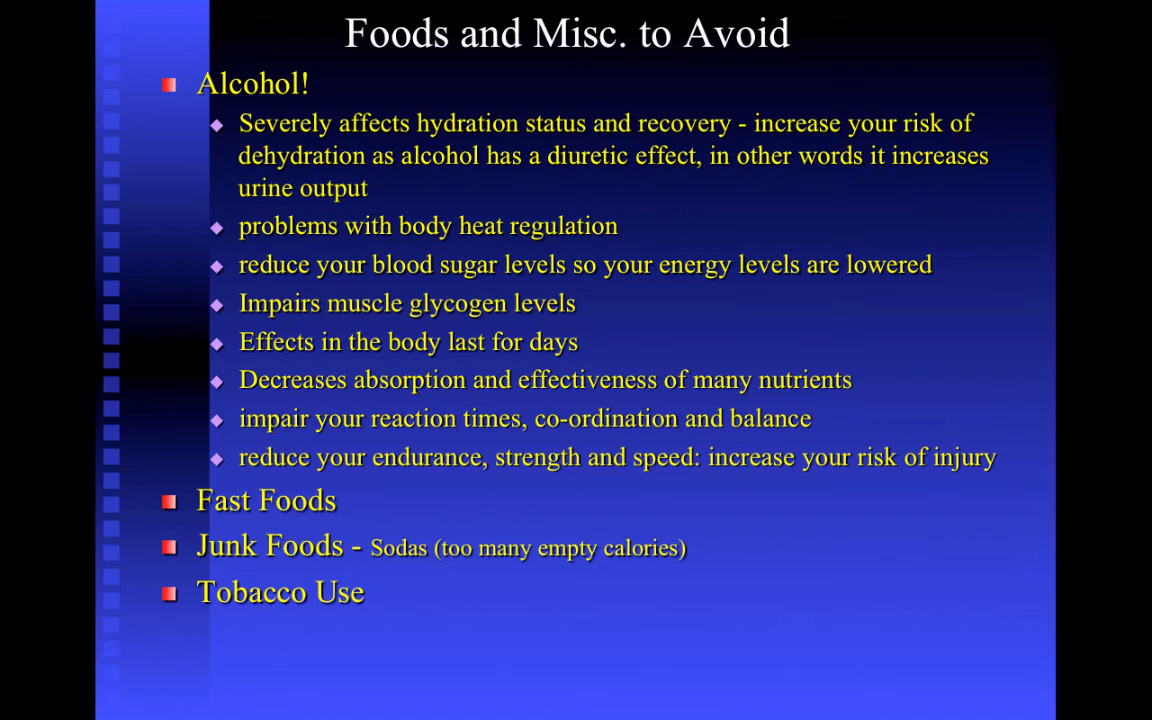 Foods and Misc. to Avoid
Alcohol!
Severely affects hydration status and recovery - increase your risk of
dehydration as alcohol has a diuretic effect, in other words it increases
urine output
problems with body heat regulation
reduce your blood sugar levels so your energy levels are lowered
Impairs muscle glycogen levels
Effects in the body last for days
Decreases absorption and effectiveness of many nutrients
impair your reaction times, co-ordination and balance
reduce your endurance, strength and speed: increase your risk of injury
Fast Foods
Junk Foods - Sodas (too many empty calories)
Tobacco Use